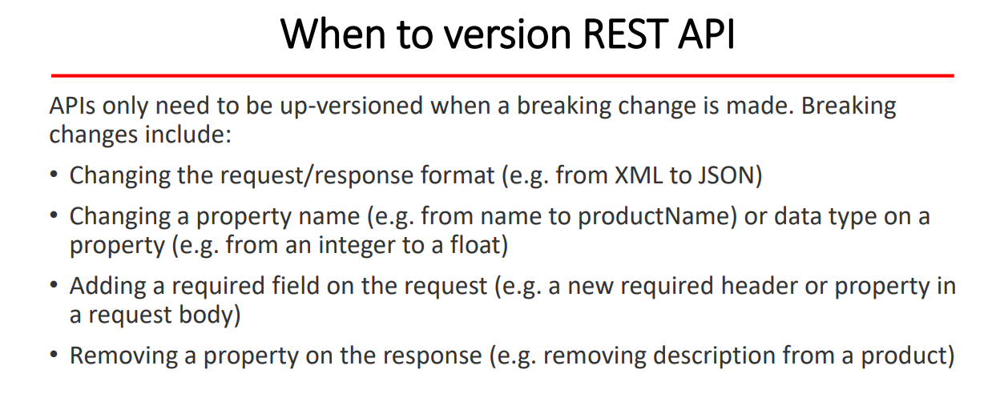 When to version REST API
APIs only need to be up-versioned when a breaking change is made. Breaking
changes include:
• Changing the request/response format (e.g. from XML to JSON)
• Changing a property name (e.g. from name to productName) or data type on a
property (e.g. from an integer to a float)
• Adding a required field on the request (e.g. a new required header or property in
a request body)
• Removing a property on the response (e.g. removing description from a product)